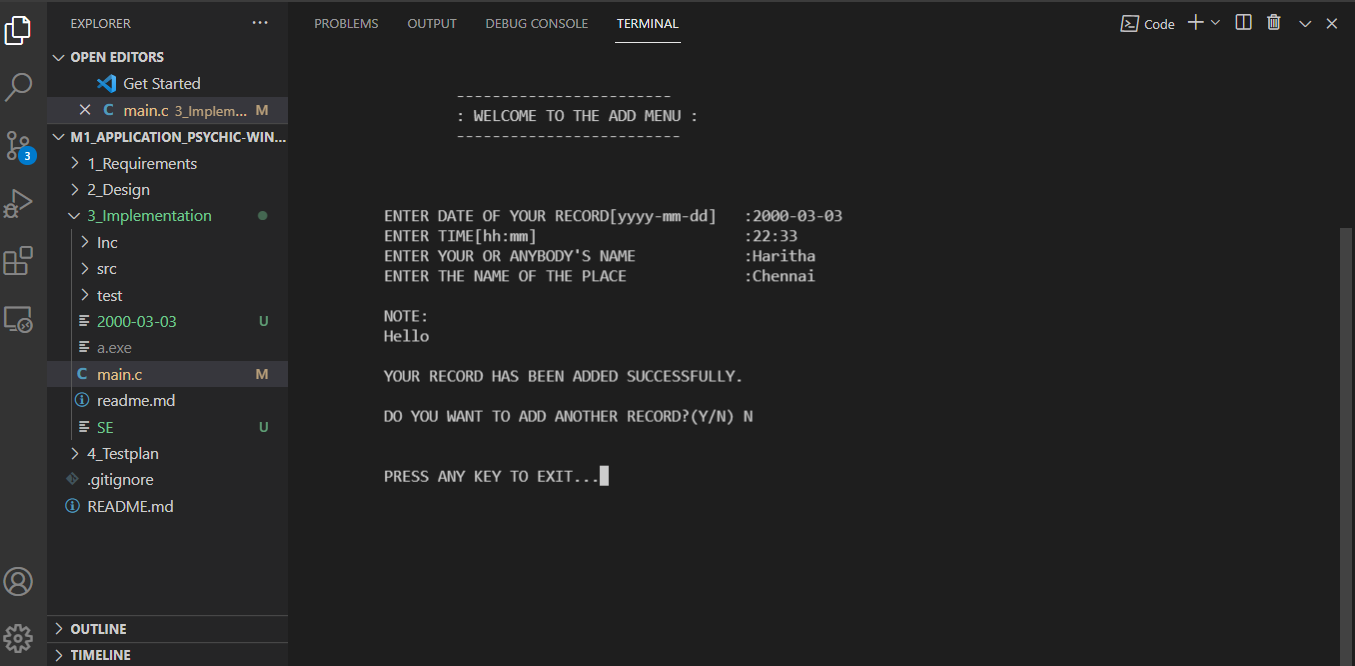 EXPLORER ...
OPEN EDITORS
Get Started
C main.c 3_Implem... M
M1_APPLICATION_PSYCHIC-WIN...
1_Requirements
2_Design
3_Implementation
Inc
src
test
2000-03-03 U
a.exe
C main.c M
readme.md
SE U
4_Testplan
.gitignore
README.md
3
OUTLINE
TIMELINE
PROBLEMS OUTPUT DEBUG CONSOLE TERMINAL Code
------------------------
: WELCOME TO THE ADD MENU :
-------------------------
ENTER DATE OF YOUR RECORD[yyyy-mm-dd] :2000-03-03
ENTER TIME[hh:mm] :22:33
ENTER YOUR OR ANYBODY'S NAME :Haritha
ENTER THE NAME OF THE PLACE :Chennai
NOTE:
Hello
YOUR RECORD HAS BEEN ADDED SUCCESSFULLY.
DO YOU WANT TO ADD ANOTHER RECORD?(Y/N) N
PRESS ANY KEY TO EXIT...